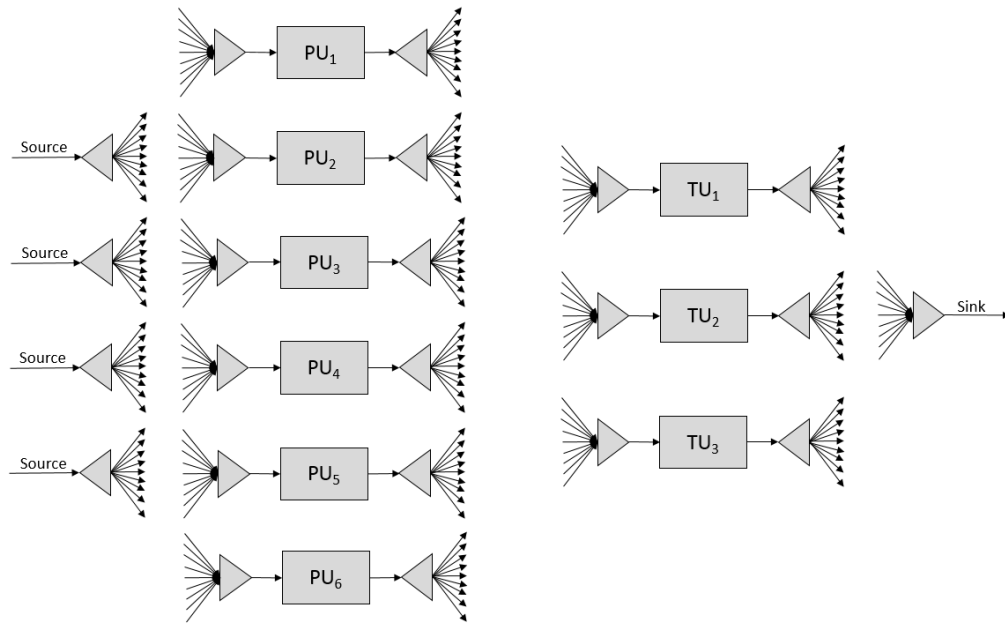 PU₁
Source
PU₂
TU₁
Source
PU₃
TU₂
Sink
Source
PU₄
TU₃
Source
PU₅
PU₆